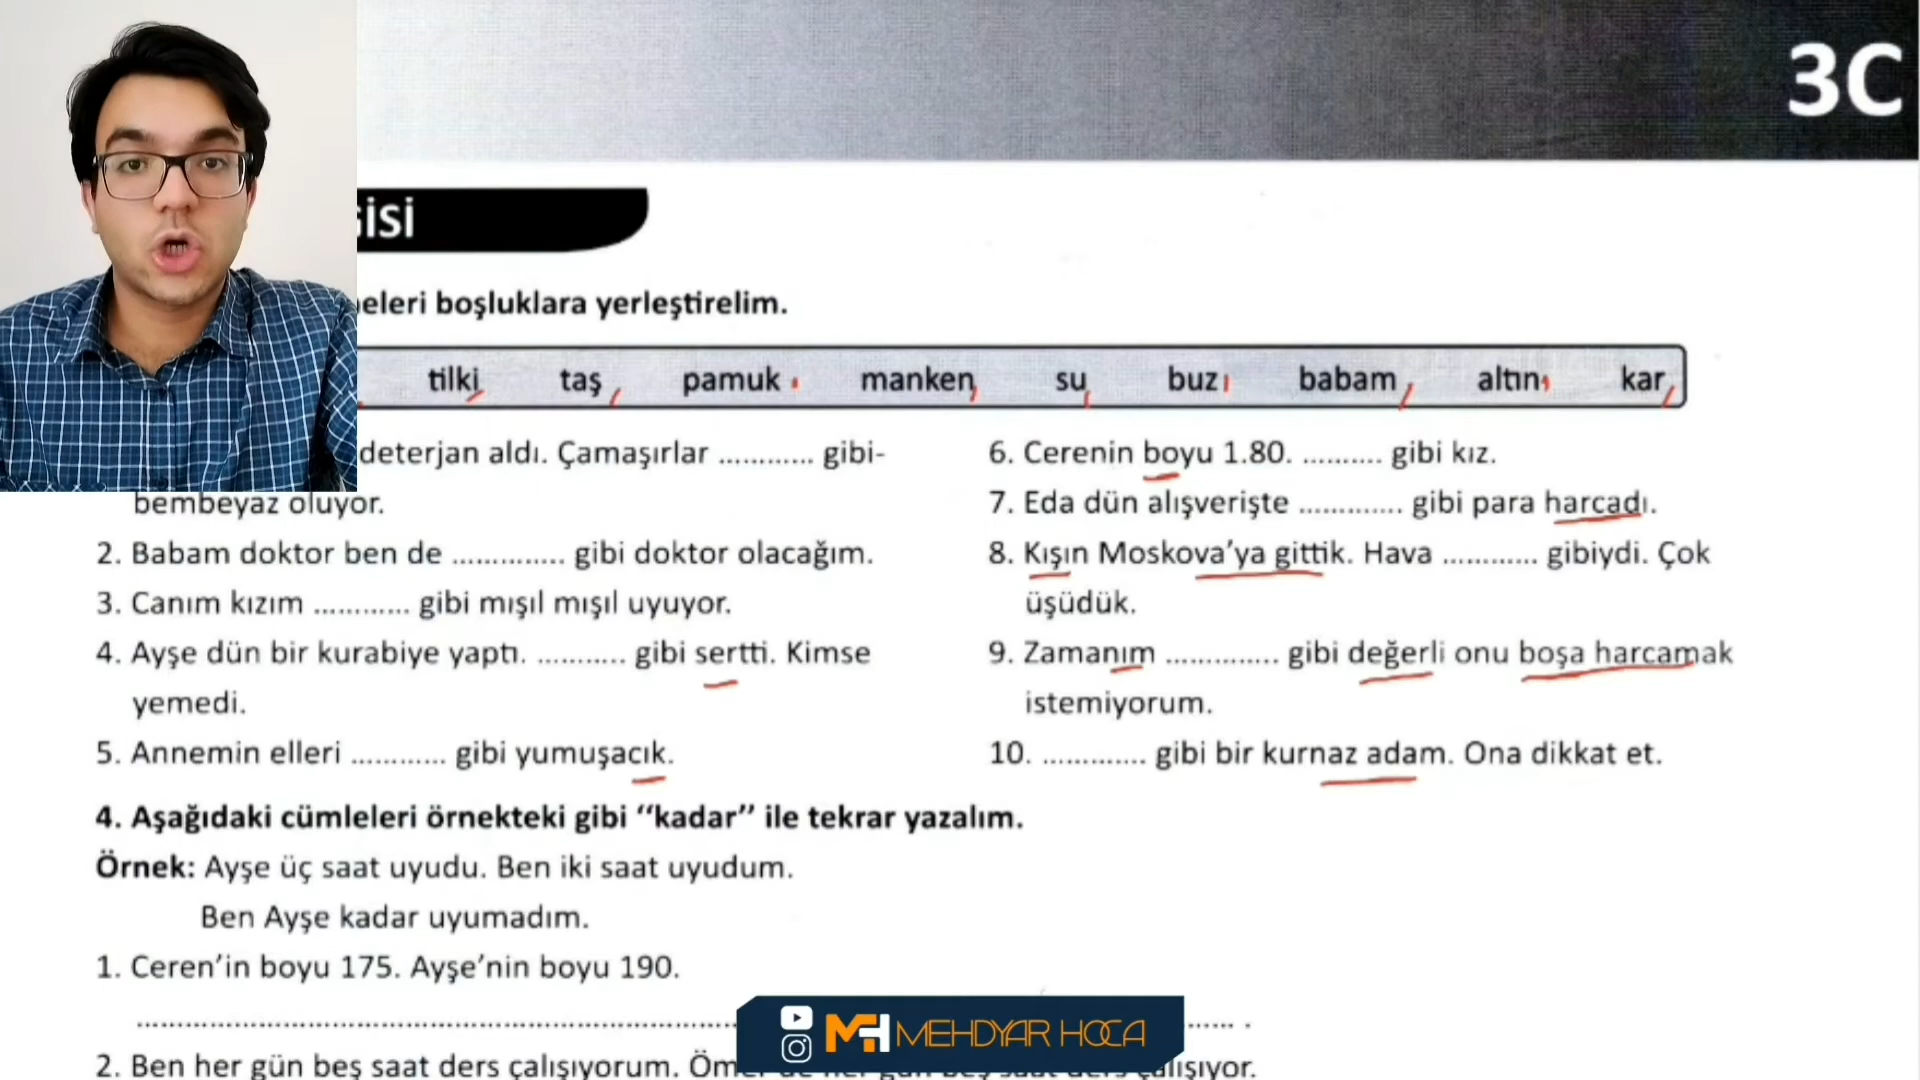 3C
GİSİ
eleri boşluklara yerleştirelim.
tilki taş pamuk manken su buz babam altın kar
deterjan aldı. Çamaşırlar ............ gibi-
bembeyaz oluyor.
2. Babam doktor ben de .............. gibi doktor olacağım.
3. Canım kızım ............ gibi mışıl mışıl uyuyor.
4. Ayşe dün bir kurabiye yaptı. ........... gibi sertti. Kimse
yemedi.
5. Annemin elleri ............ gibi yumuşacık.
6. Cerenin boyu 1.80. .......... gibi kız.
7. Eda dün alışverişte ............. gibi para harcadı.
8. Kışın Moskova’ya gittik. Hava ............ gibiydi. Çok
üşüdük.
9. Zamanım .............. gibi değerli onu boşa harcamak
istemiyorum.
10. ............. gibi bir kurnaz adam. Ona dikkat et.
4. Aşağıdaki cümleleri örnekteki gibi “kadar” ile tekrar yazalım.
Örnek: Ayşe üç saat uyudu. Ben iki saat uyudum.
Ben Ayşe kadar uyumadım.
1. Ceren’in boyu 175. Ayşe’nin boyu 190.
2. Ben her gün beş saat ders çalışıyorum. Öm
MEHDYAR HOCA